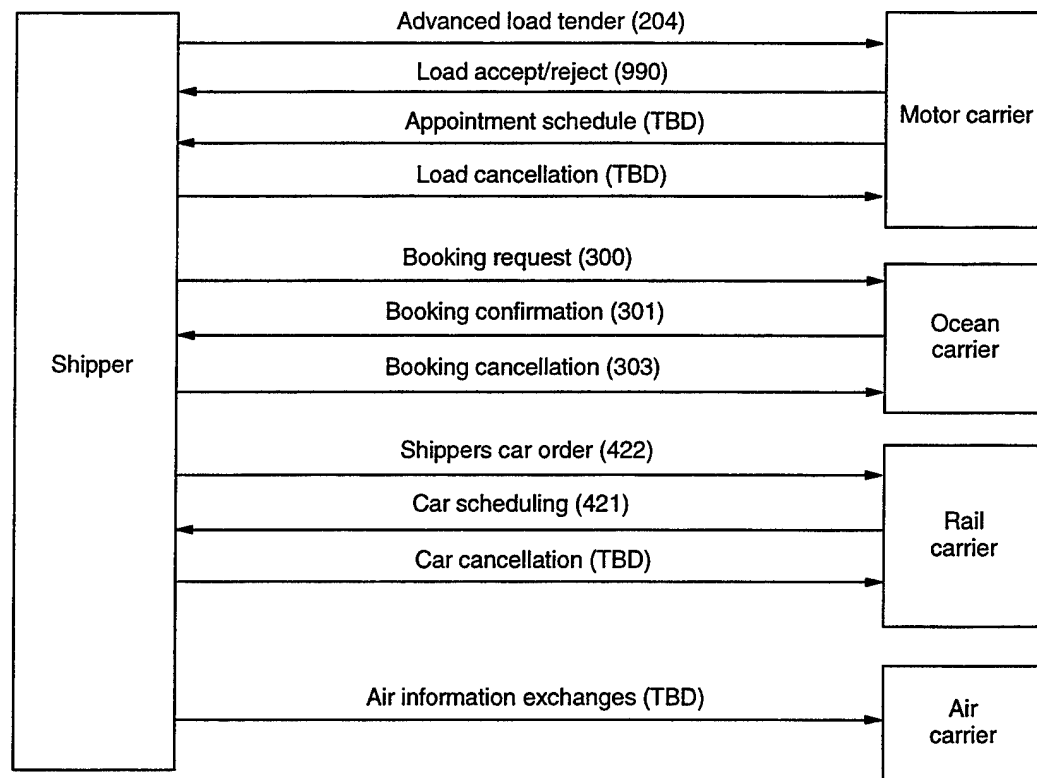 Advanced load tender (204)
Load accept/reject (990)
Appointment schedule (TBD)
Load cancellation (TBD)
Motor carrier
Booking request (300)
Booking confirmation (301)
Booking cancellation (303)
Ocean
carrier
Shipper
Shippers car order (422)
Car scheduling (421)
Car cancellation (TBD)
Rail
carrier
Air information exchanges (TBD)
Air
carrier